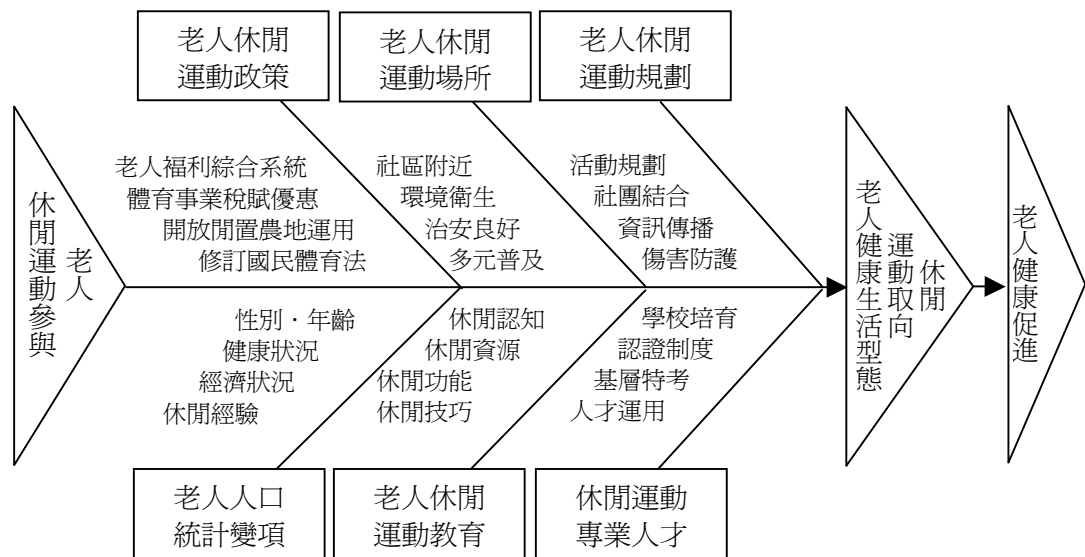 老人休閒
運動政策
老人休閒
運動場所
老人休閒
運動規劃
老人福利綜合系統
體育事業稅賦優惠
開放閒置農地運用
修訂國民體育法
社區附近
環境衛生
治安良好
多元普及
活動規劃
社團結合
資訊傳播
傷害防護
老人
休閒運動參與
休閒
運動取向
老人健康生活型態
老人健康促進
性別．年齡
健康狀況
經濟狀況
休閒經驗
休閒認知
休閒資源
休閒功能
休閒技巧
學校培育
認證制度
基層特考
人才運用
老人人口
統計變項
老人休閒
運動教育
休閒運動
專業人才